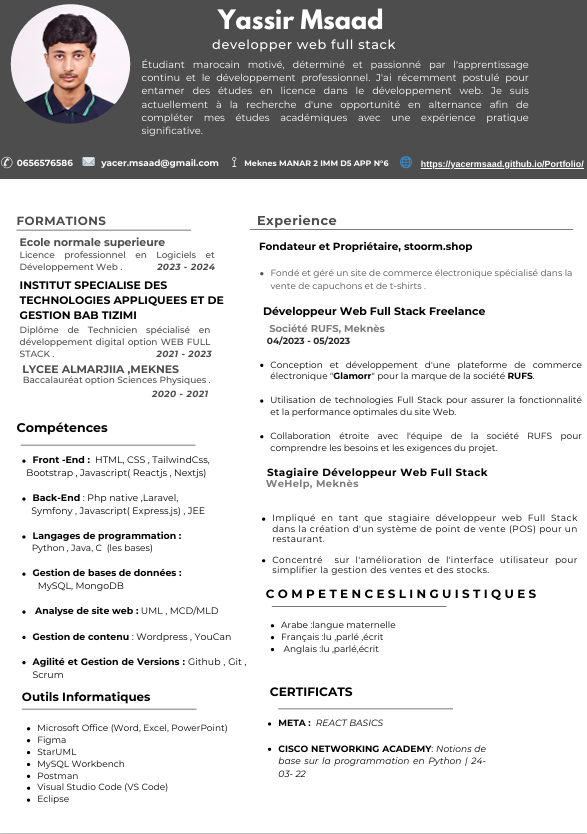 Yassir Msaad
developper web full stack
Étudiant marocain motivé, déterminé et passionné par l'apprentissage
continu et le développement professionnel. J'ai récemment postulé pour
entamer des études en licence dans le développement web. Je suis
actuellement à la recherche d'une opportunité en alternance afin de
compléter mes études académiques avec une expérience pratique
significative.
0656576586 yacer.msaad@gmail.com Meknes MANAR 2 IMM D5 APP N°6 https://yacermsaad.github.io/Portfolio/
FORMATIONS
Ecole normale superieure
Licence professionnel en Logiciels et
Développement Web . 2023 - 2024
INSTITUT SPECIALISE DES
TECHNOLOGIES APPLIQUEES ET DE
GESTION BAB TIZIMI
Diplôme de Technicien spécialisé en
développement digital option WEB FULL
STACK . 2021 - 2023
LYCEE ALMARJIIA ,MEKNES
Baccalauréat option Sciences Physiques .
2020 - 2021
Compétences
• Front -End : HTML, CSS , TailwindCss,
Bootstrap , Javascript( Reactjs , Nextjs)
• Back-End : Php native ,Laravel,
Symfony , Javascript( Express.js) , JEE
• Langages de programmation :
Python , Java, C (les bases)
• Gestion de bases de données :
MySQL, MongoDB
• Analyse de site web : UML , MCD/MLD
• Gestion de contenu : Wordpress , YouCan
• Agilité et Gestion de Versions : Github , Git ,
Scrum
Outils Informatiques
• Microsoft Office (Word, Excel, PowerPoint)
• Figma
• StarUML
• MySQL Workbench
• Postman
• Visual Studio Code (VS Code)
• Eclipse
Experience
Fondateur et Propriétaire, stoorm.shop
• Fondé et géré un site de commerce électronique spécialisé dans la
vente de capuchons et de t-shirts .
Développeur Web Full Stack Freelance
Société RUFS, Meknès
04/2023 - 05/2023
• Conception et développement d'une plateforme de commerce
électronique "Glamorr" pour la marque de la société RUFS.
• Utilisation de technologies Full Stack pour assurer la fonctionnalité
et la performance optimales du site Web.
• Collaboration étroite avec l'équipe de la société RUFS pour
comprendre les besoins et les exigences du projet.
Stagiaire Développeur Web Full Stack
WeHelp, Meknès
• Impliqué en tant que stagiaire développeur web Full Stack
dans la création d'un système de point de vente (POS) pour un
restaurant.
• Concentré sur l'amélioration de l'interface utilisateur pour
simplifier la gestion des ventes et des stocks.
COMPETENCESLINGUISTIQUES
• Arabe :langue maternelle
• Français :lu ,parlé ,écrit
• Anglais :lu ,parlé,écrit
CERTIFICATS
• META : REACT BASICS
• CISCO NETWORKING ACADEMY: Notions de
base sur la programmation en Python | 24-
03- 22